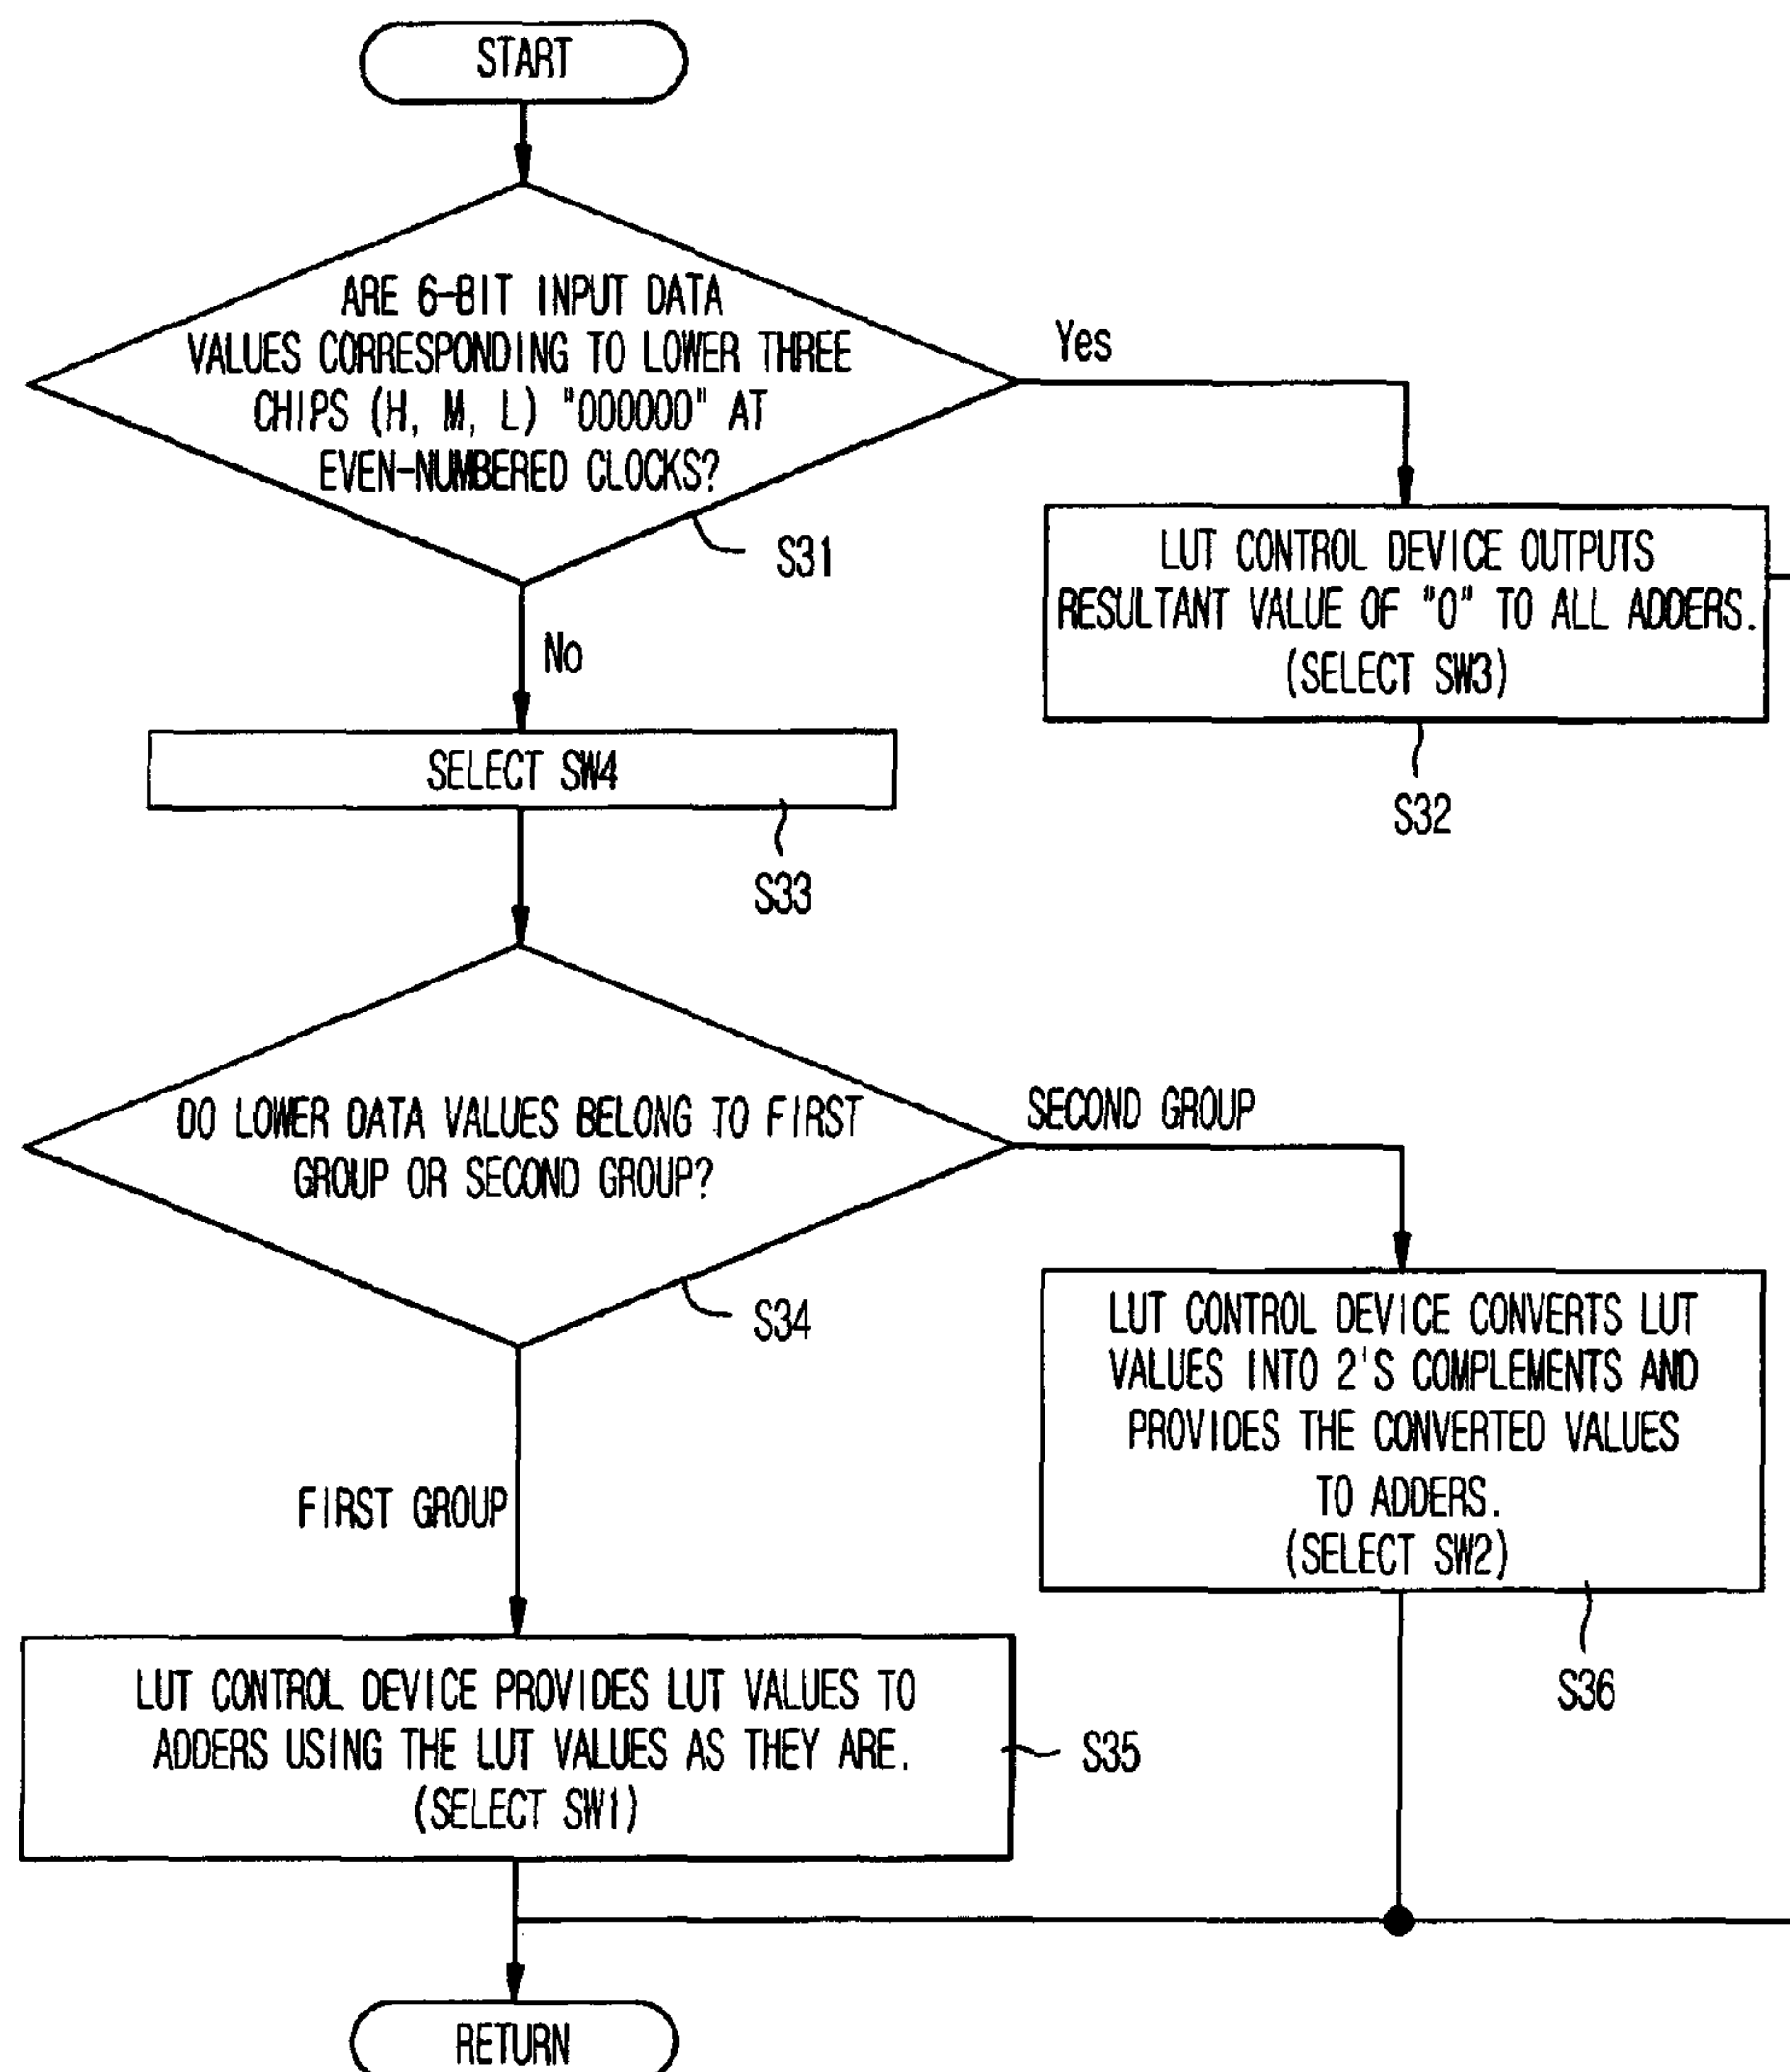 START
ARE 6-BIT INPUT DATA
VALUES CORRESPONDING TO LOWER THREE
CHIPS (H, M, L) "000000" AT
EVEN-NUMBERED CLOCKS?
Yes
S31
LUT CONTROL DEVICE OUTPUTS
RESULTANT VALUE OF "0" TO ALL ADDERS.
(SELECT SW3)
No
SELECT SW4
S32
S33
DO LOWER DATA VALUES BELONG TO FIRST
GROUP OR SECOND GROUP?
SECOND GROUP
S34
LUT CONTROL DEVICE CONVERTS LUT
VALUES INTO 2'S COMPLEMENTS AND
PROVIDES THE CONVERTED VALUES
TO ADDERS.
(SELECT SW2)
FIRST GROUP
S36
LUT CONTROL DEVICE PROVIDES LUT VALUES TO
ADDERS USING THE LUT VALUES AS THEY ARE.
(SELECT SW1)
S35
RETURN